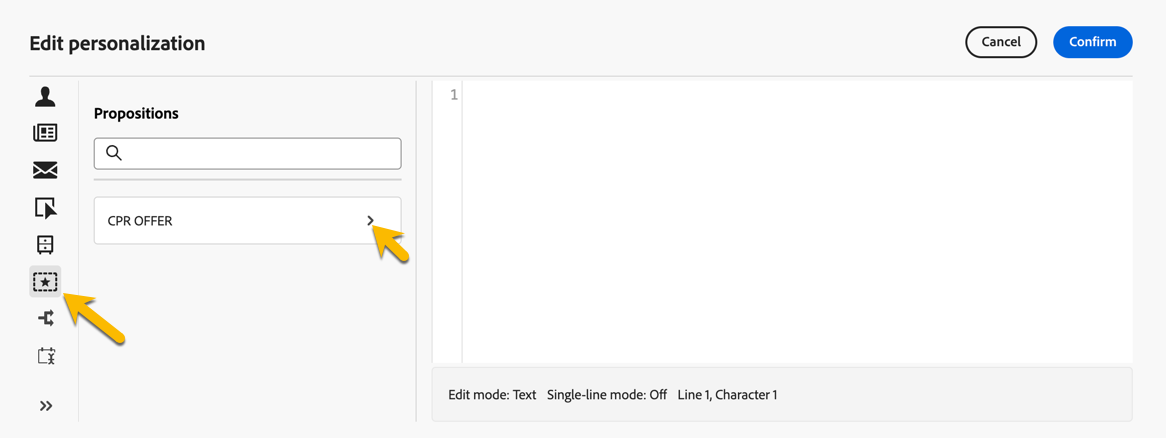 Edit personalization
Cancel
Confirm
Propositions
CPR OFFER
1
Edit mode: Text Single-line mode: Off Line 1, Character 1